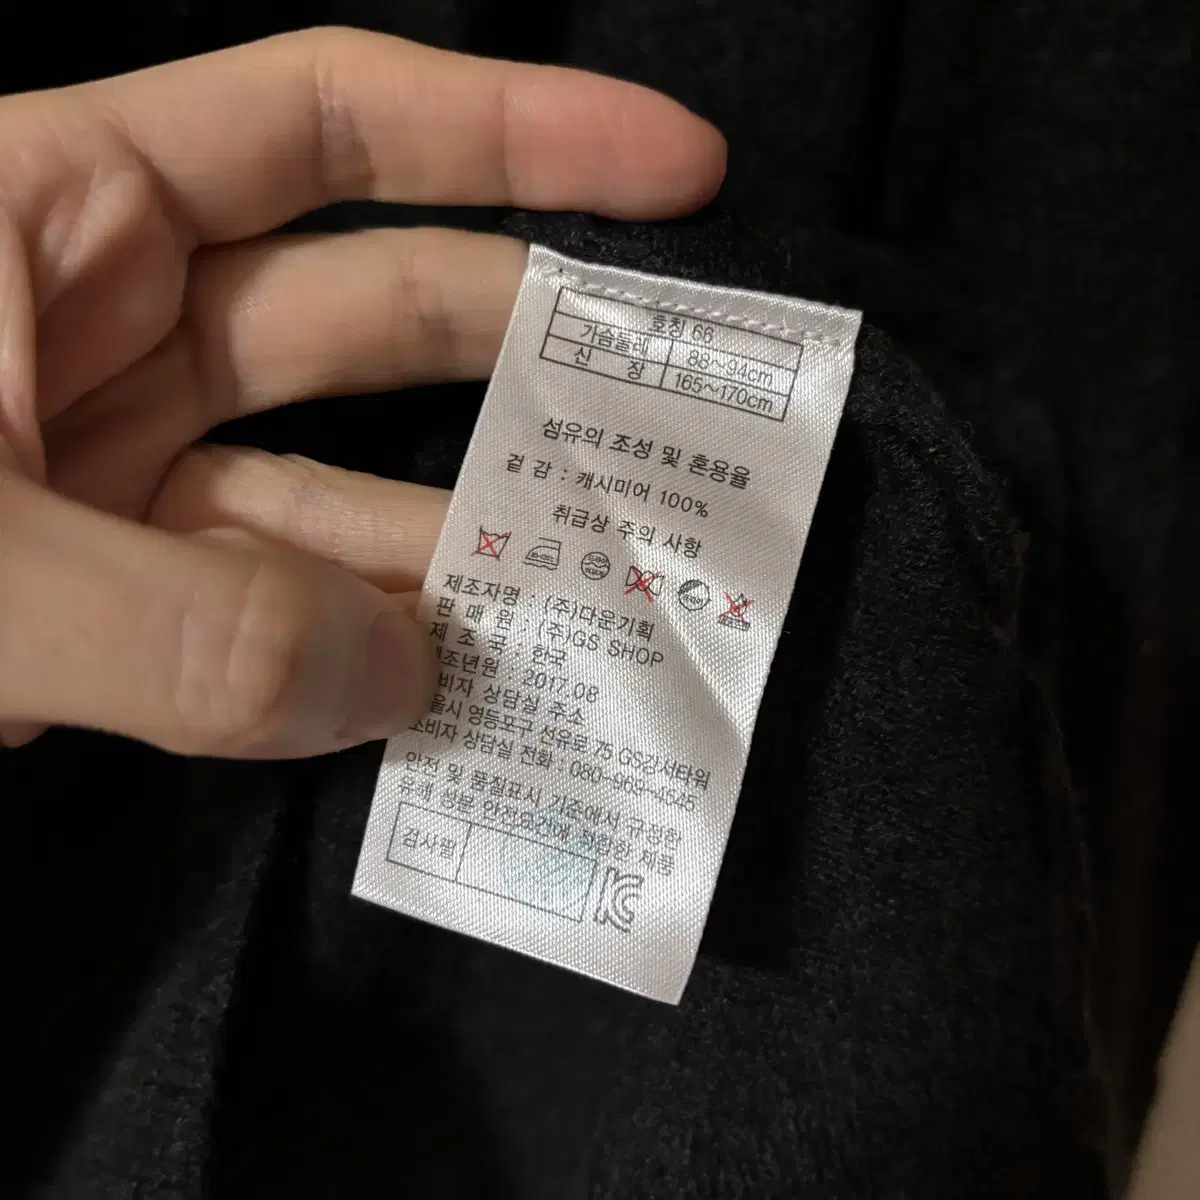 호칭 66
가슴둘레 88~94cm
신 장 165~170cm
섬유의 조성 및 혼용율
겉 감 : 캐시미어 100%
취급상 주의 사항
제조자명 : (주)다운기획
판 매 원 : (주)GS SHOP
제 조 국 : 한국
조년원 : 2017.08
비자 상담실 주소
울시 영등포구 선유로 75 GS강서타워
소비자 상담실 전화 : 080-969-4545
안전 및 품질표시 기준에서 규정한
유해 성분 안전요건에 적합한 제품
검사필